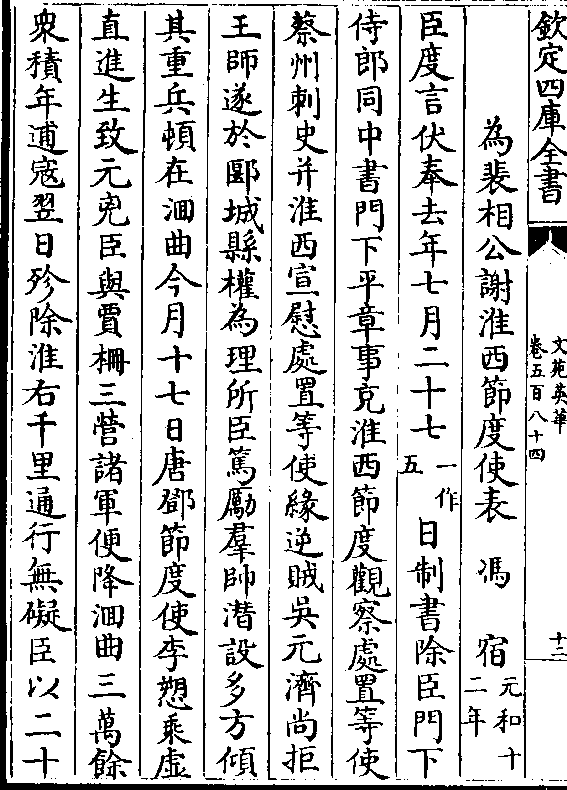 欽定四庫全書
文苑英華
卷五百八十四
十三
為裴相公謝淮西節度使表 馮 宿 元和十二年
臣度言伏奉去年七月二十七一作五日制書除臣門下
侍郎同中書門下平章事充淮西節度觀察處置等使
蔡州刺史并淮西宣慰處置等使緣逆賊吳元濟尚拒
王師遂於郾城縣權為理所臣篤勵羣帥潛設多方傾
其重兵頓在洄曲今月十七日唐鄧節度使李愬乘虛
直進生致元兇臣與賈柵三營諸軍便降洄曲三萬餘
衆積年逋寇翌日殄除淮右千里通行無礙臣以二十